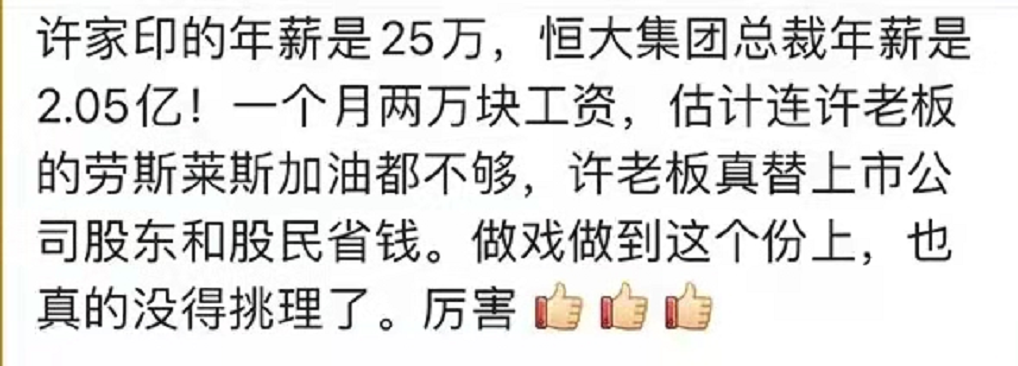 许家印的年薪是25万，恒大集团总裁年薪是
2.05亿！一个月两万块工资，估计连许老板
的劳斯莱斯加油都不够，许老板真替上市公
司股东和股民省钱。做戏做到这个份上，也
真的没得挑理了。厉害👍👍👍